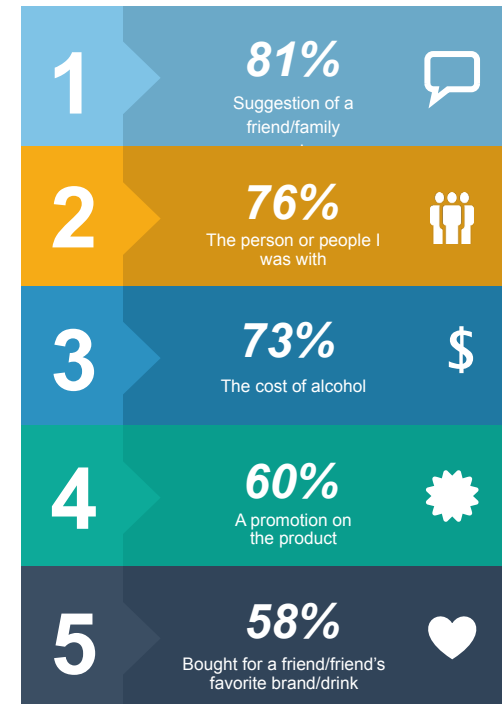 1
81%
Suggestion of a
friend/family
2
76%
The person or people I
was with
3
73%
The cost of alcohol
$
4
60%
A promotion on
the product
5
58%
Bought for a friend/friend’s
favorite brand/drink